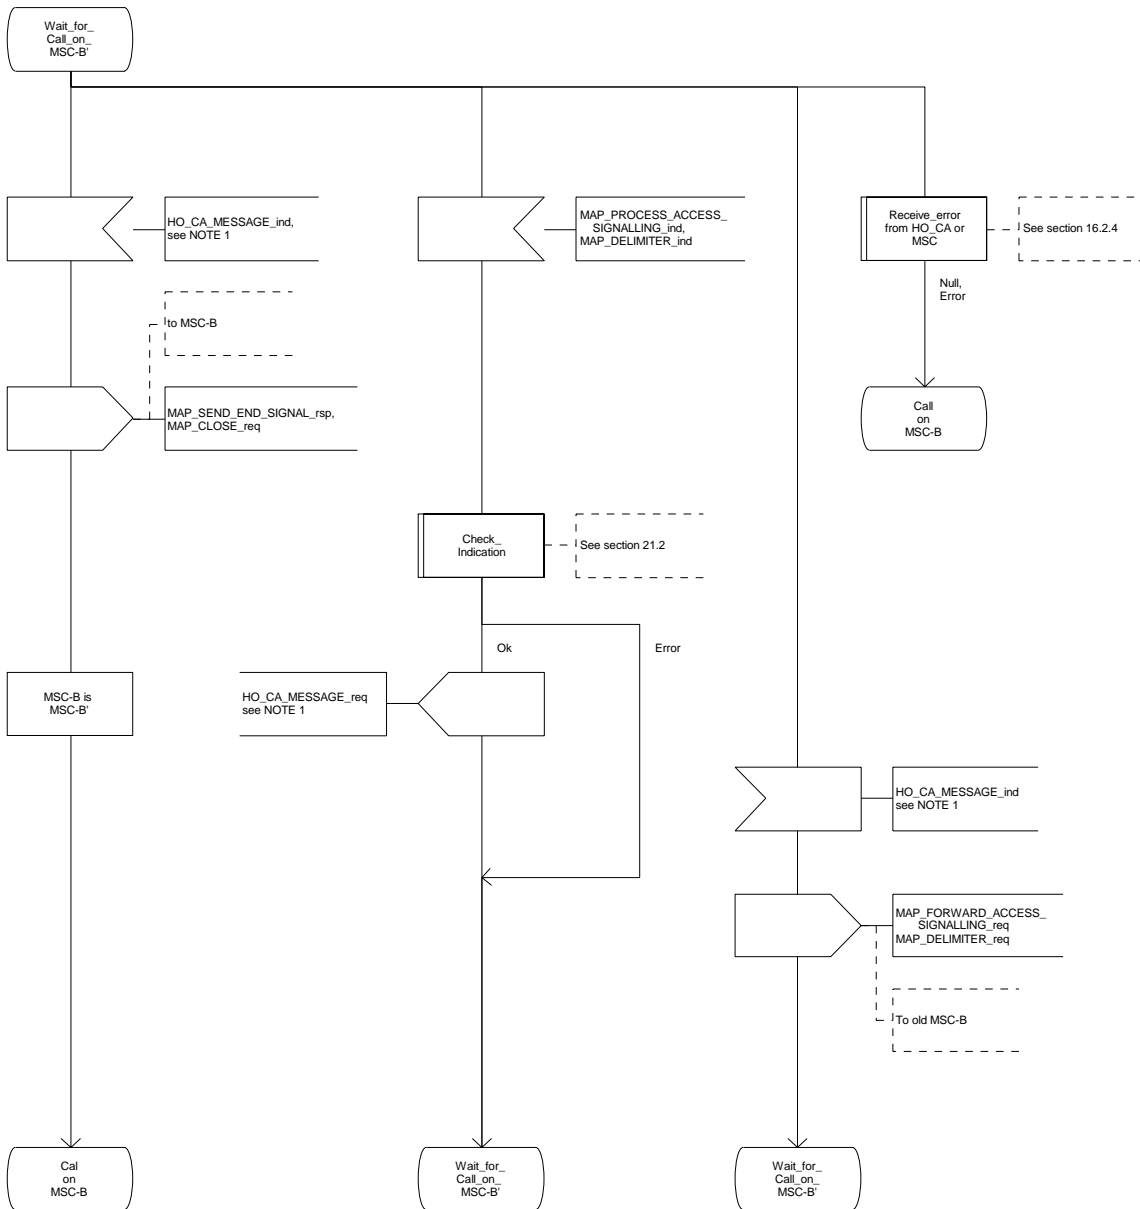 Wait_for_
Call_on_
MSC-B'
HO_CA_MESSAGE_ind,
see NOTE 1
MAP_PROCESS_ACCESS_
SIGNALLING_ind,
MAP_DELIMITER_ind
Receive_error
from HO_CA or
MSC
See section 16.2.4
Null,
Error
to MSC-B
MAP_SEND_END_SIGNAL_rsp,
MAP_CLOSE_req
Call
on
MSC-B
Check_
Indication
See section 21.2
Ok
Error
MSC-B is
MSC-B'
HO_CA_MESSAGE_req
see NOTE 1
HO_CA_MESSAGE_ind
see NOTE 1
MAP_FORWARD_ACCESS_
SIGNALLING_req
MAP_DELIMITER_req
To old MSC-B
Cal
on
MSC-B
Wait_for_
Call_on_
MSC-B'
Wait_for_
Call_on_
MSC-B'